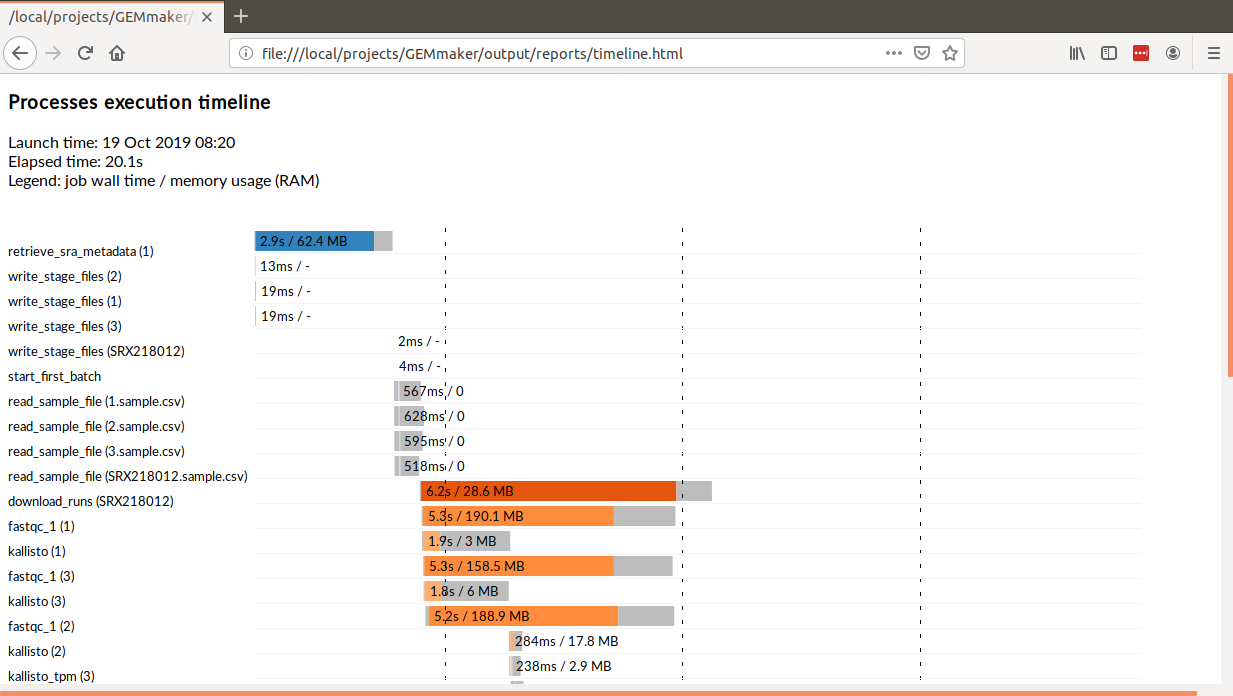 /local/projects/GEMmaker/
file:///local/projects/GEMmaker/output/reports/timeline.html
Processes execution timeline
Launch time: 19 Oct 2019 08:20
Elapsed time: 20.1s
Legend: job wall time / memory usage (RAM)
2.9s / 62.4 MB
retrieve_sra_metadata (1)
13ms / -
write_stage_files (2)
19ms / -
write_stage_files (1)
19ms / -
write_stage_files (3)
2ms / -
write_stage_files (SRX218012)
4ms / -
start_first_batch
567ms / 0
read_sample_file (1.sample.csv)
628ms / 0
read_sample_file (2.sample.csv)
595ms / 0
read_sample_file (3.sample.csv)
518ms / 0
read_sample_file (SRX218012.sample.csv)
6.2s / 28.6 MB
download_runs (SRX218012)
5.3s / 190.1 MB
fastqc_1 (1)
1.9s / 3 MB
kallisto (1)
5.3s / 158.5 MB
fastqc_1 (3)
1.8s / 6 MB
kallisto (3)
5.2s / 188.9 MB
fastqc_1 (2)
284ms / 17.8 MB
kallisto (2)
238ms / 2.9 MB
kallisto_tpm (3)